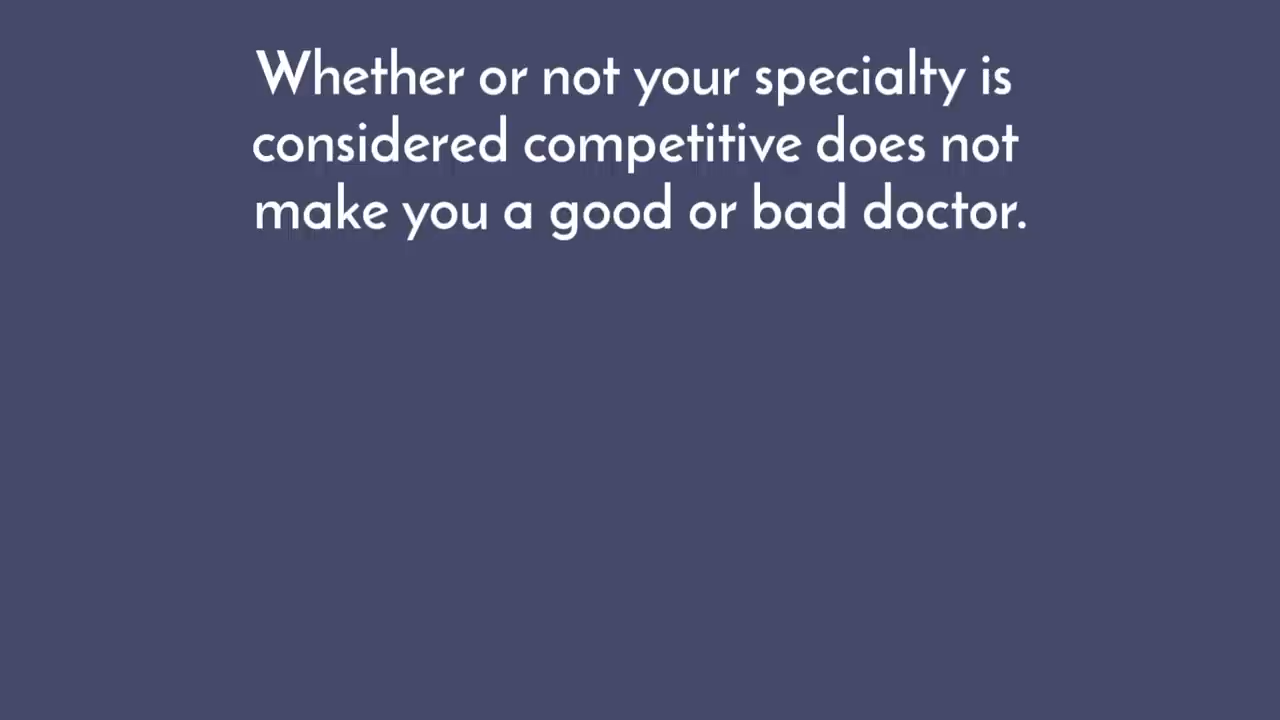 Whether or not your specialty is
considered competitive does not
make you a good or bad doctor.